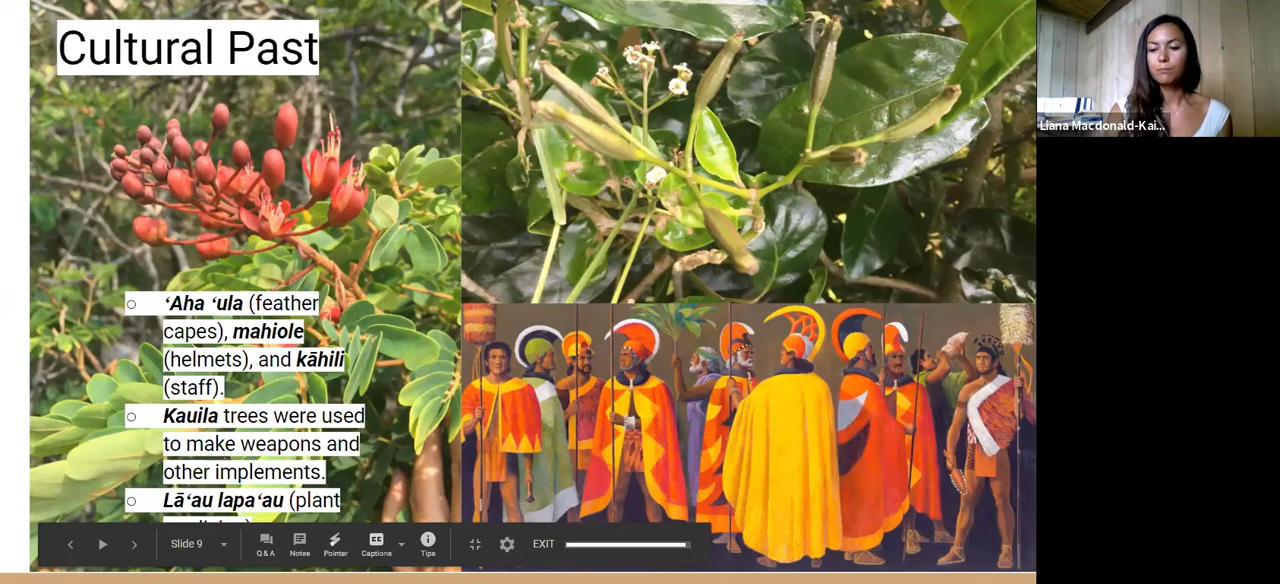 Cultural Past
Liana Macdonald-Kai...
○ ʻAha ʻula (feather
capes), mahiole
(helmets), and kāhili
(staff).
○ Kauila trees were used
to make weapons and
other implements.
○ Lāʻau lapaʻau (plant
Slide 9
Q & A
Notes
Pointer
Captions
Tips
EXIT